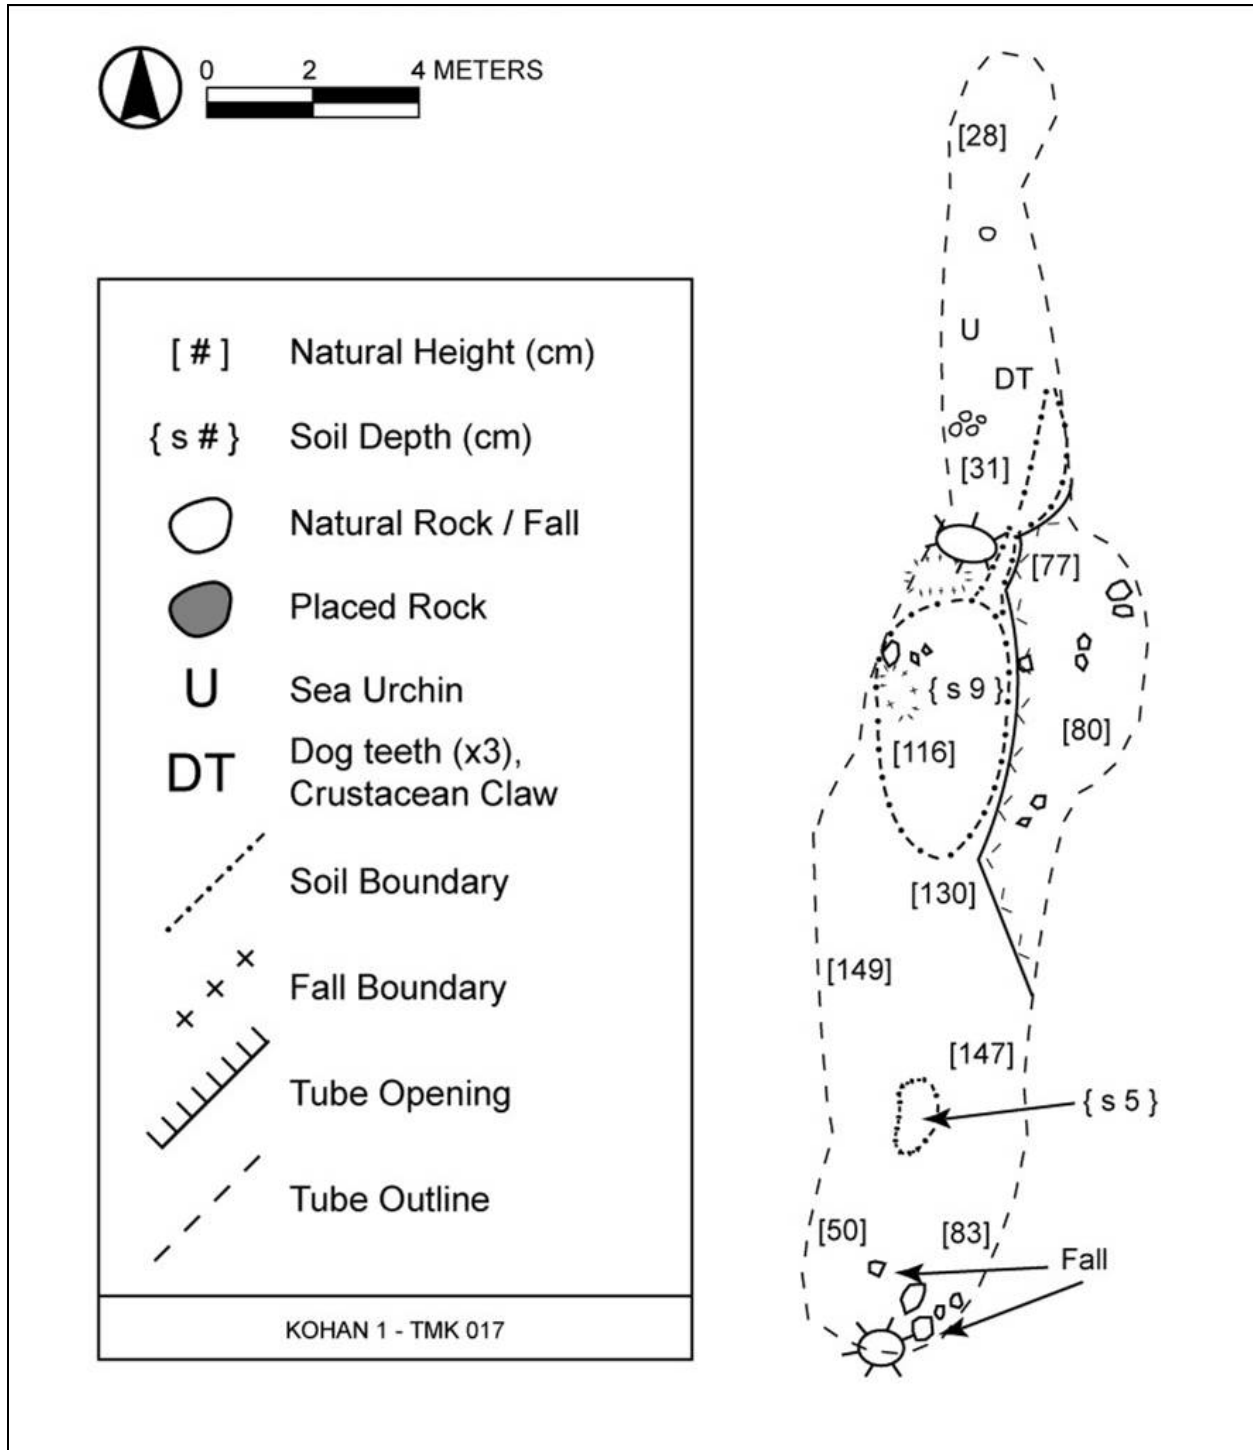 0 2 4 METERS
[ # ] Natural Height (cm)
{ s # } Soil Depth (cm)
Natural Rock / Fall
Placed Rock
U Sea Urchin
DT Dog teeth (x3),
Crustacean Claw
Soil Boundary
Fall Boundary
Tube Opening
Tube Outline
KOHAN 1 - TMK 017
[28]
U
DT
[31]
[77]
{ s 9 }
[80]
[116]
[130]
[149]
[147]
{ s 5 }
[50]
[83]
Fall